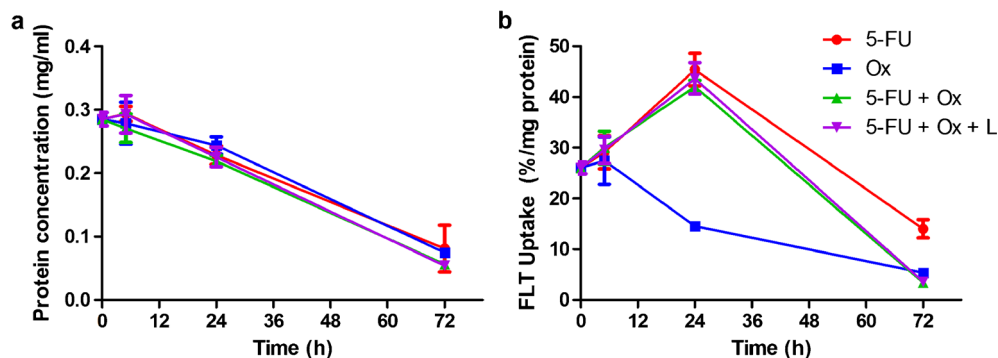 a
Protein concentration (mg/ml)
0.4
0.3
0.2
0.1
0.0
0 12 24 36 48 60 72
Time (h)
b
FLT Uptake (%/mg protein)
50
40
30
20
10
0
0 12 24 36 48 60 72
Time (h)
5-FU
Ox
5-FU + Ox
5-FU + Ox + L